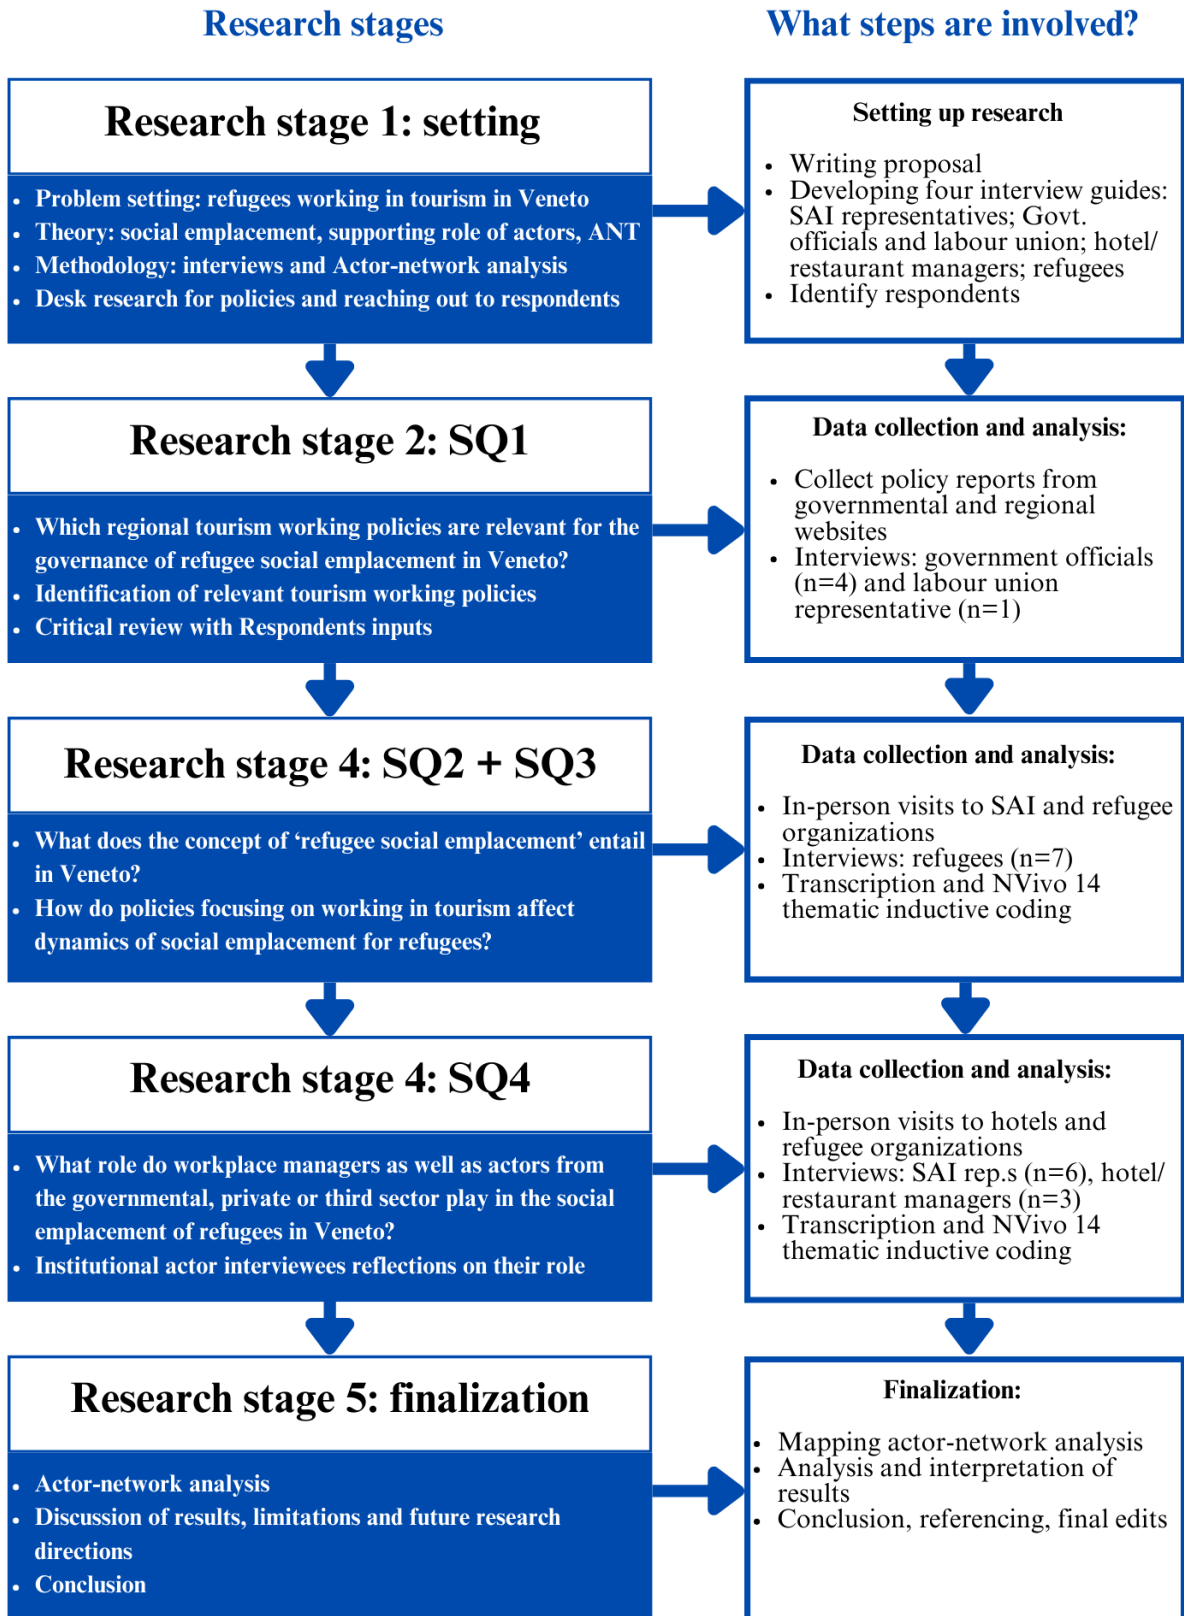 Research stages
What steps are involved?
Research stage 1: setting
• Problem setting: refugees working in tourism in Veneto
• Theory: social emplacement, supporting role of actors, ANT
• Methodology: interviews and Actor-network analysis
• Desk research for policies and reaching out to respondents
Setting up research
• Writing proposal
• Developing four interview guides:
SAI representatives; Govt.
officials and labour union; hotel/
restaurant managers; refugees
• Identify respondents
Research stage 2: SQ1
• Which regional tourism working policies are relevant for the
governance of refugee social emplacement in Veneto?
• Identification of relevant tourism working policies
• Critical review with Respondents inputs
Data collection and analysis:
• Collect policy reports from
governmental and regional
websites
• Interviews: government officials
(n=4) and labour union
representative (n=1)
Research stage 4: SQ2 + SQ3
• What does the concept of ‘refugee social emplacement’ entail
in Veneto?
• How do policies focusing on working in tourism affect
dynamics of social emplacement for refugees?
Data collection and analysis:
• In-person visits to SAI and refugee
organizations
• Interviews: refugees (n=7)
• Transcription and NVivo 14
thematic inductive coding
Research stage 4: SQ4
• What role do workplace managers as well as actors from
the governmental, private or third sector play in the social
emplacement of refugees in Veneto?
• Institutional actor interviewees reflections on their role
Data collection and analysis:
• In-person visits to hotels and
refugee organizations
• Interviews: SAI rep.s (n=6), hotel/
restaurant managers (n=3)
• Transcription and NVivo 14
thematic inductive coding
Research stage 5: finalization
• Actor-network analysis
• Discussion of results, limitations and future research
directions
• Conclusion
Finalization:
• Mapping actor-network analysis
• Analysis and interpretation of
results
• Conclusion, referencing, final edits